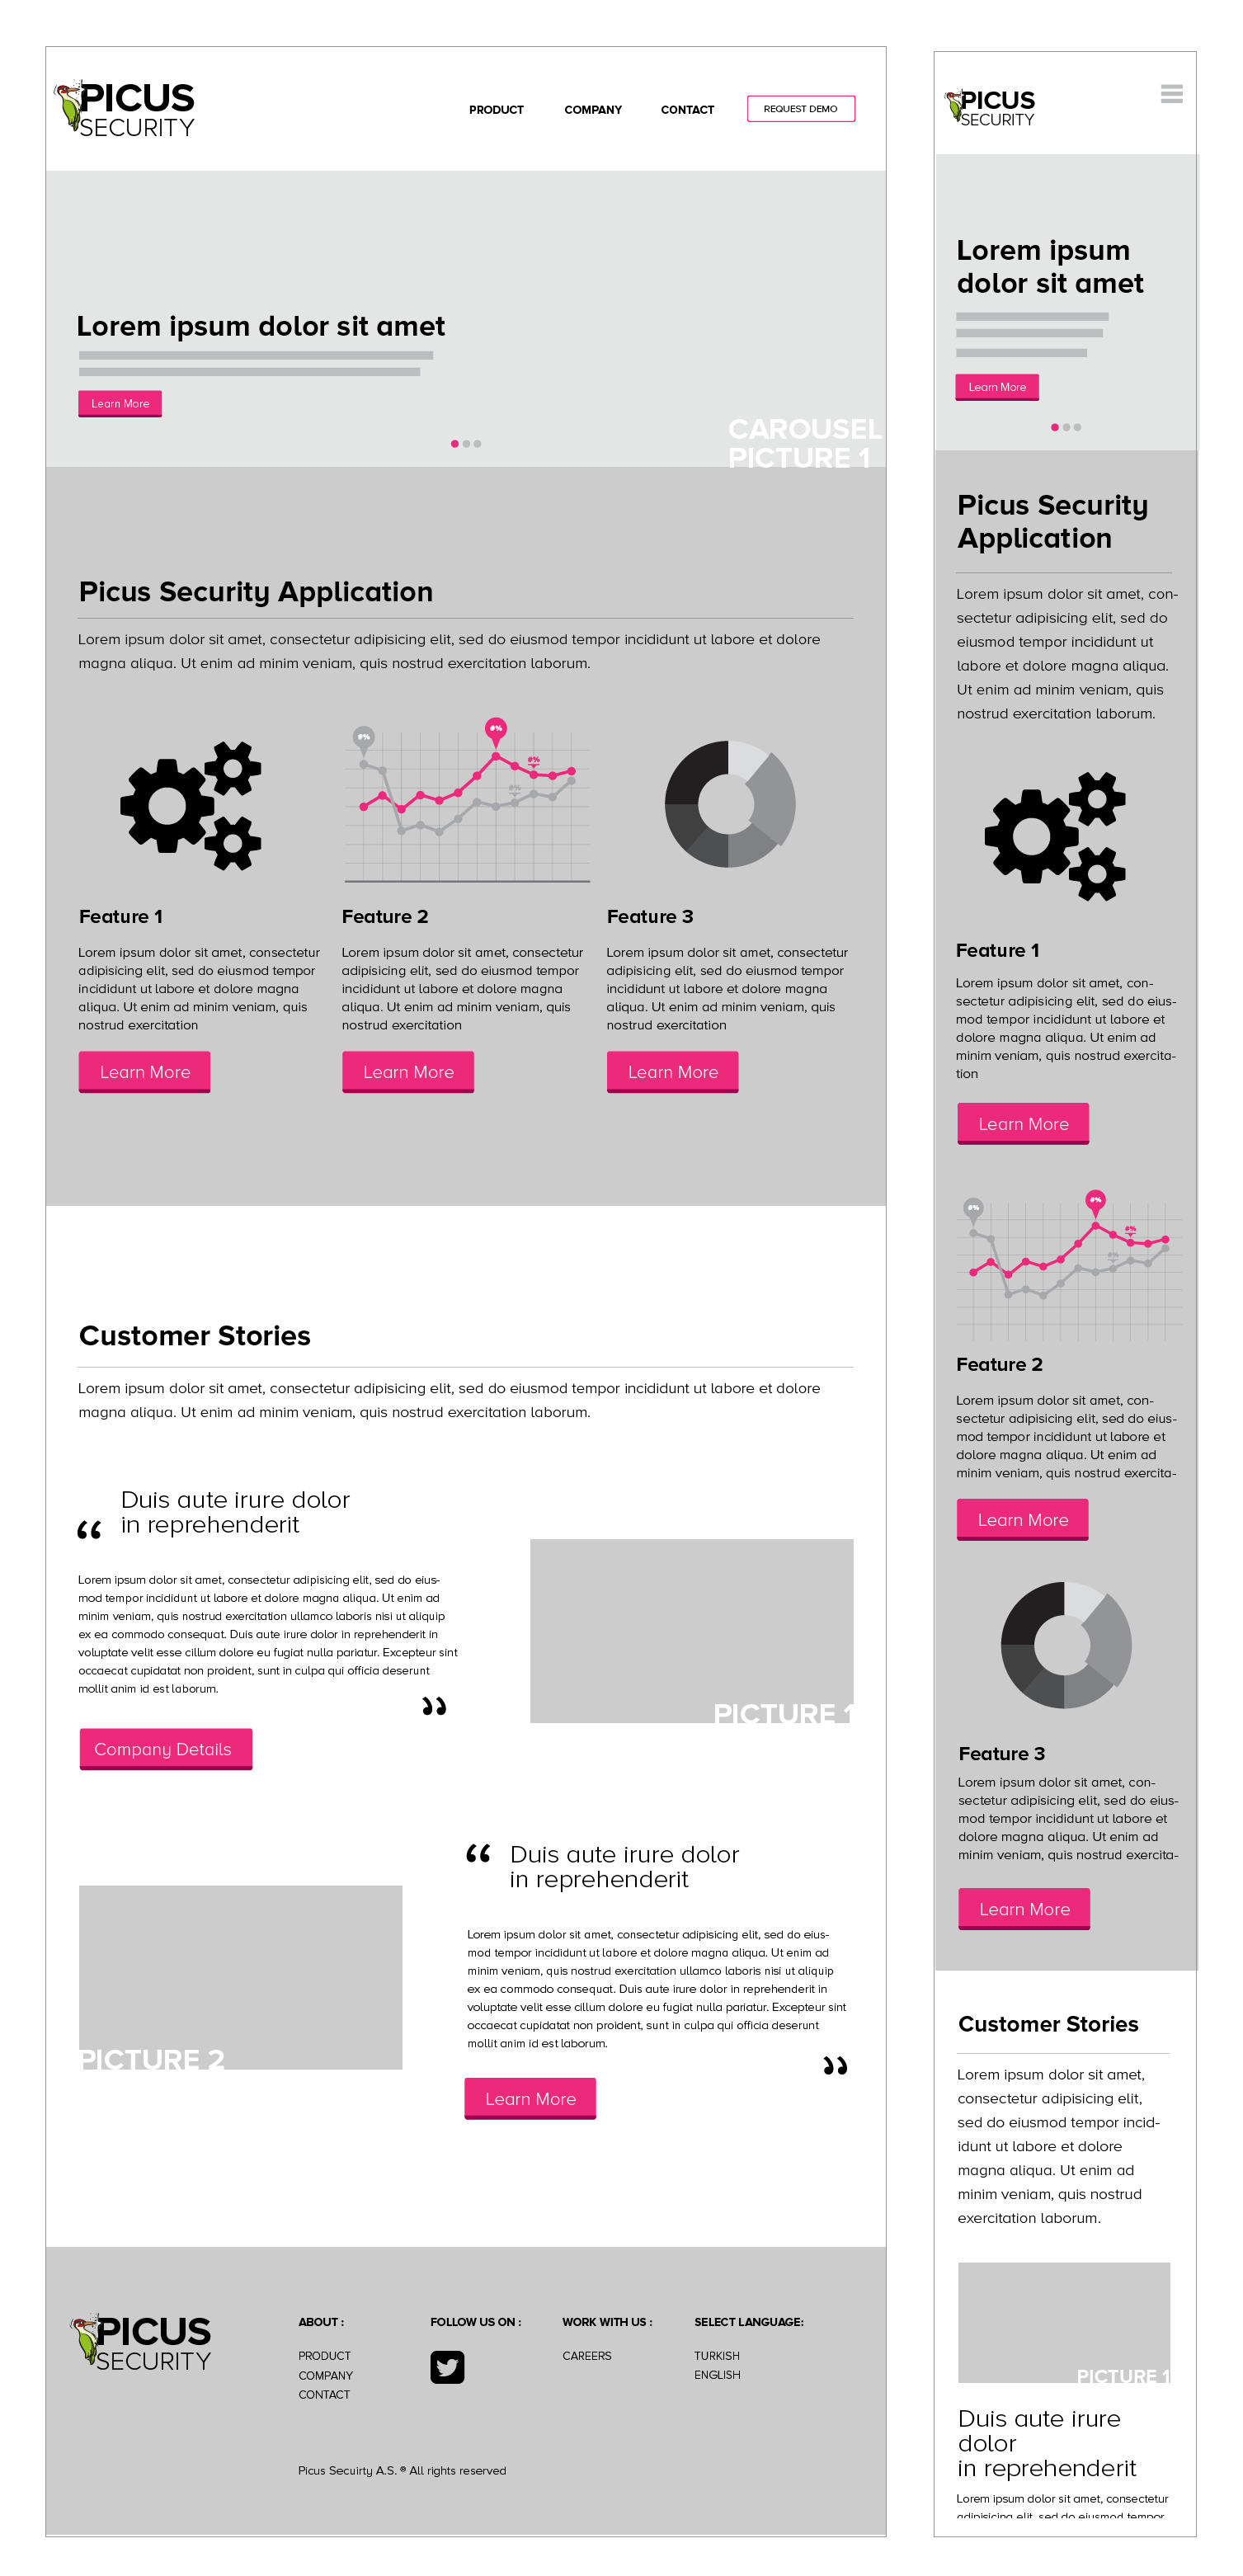 PICUS
SECURITY
PRODUCT
COMPANY
CONTACT
REQUEST DEMO
Lorem ipsum dolor sit amet
Learn More
CAROUSEL
PICTURE 1
Picus Security Application
Lorem ipsum dolor sit amet, consectetur adipisicing elit, sed do eiusmod tempor incididunt ut labore et dolore
magna aliqua. Ut enim ad minim veniam, quis nostrud exercitation laborum.
#%
#%
#%
#%
Feature 1
Lorem ipsum dolor sit amet, consectetur
adipisicing elit, sed do eiusmod tempor
incididunt ut labore et dolore magna
aliqua. Ut enim ad minim veniam, quis
nostrud exercitation
Learn More
Feature 2
Lorem ipsum dolor sit amet, consectetur
adipisicing elit, sed do eiusmod tempor
incididunt ut labore et dolore magna
aliqua. Ut enim ad minim veniam, quis
nostrud exercitation
Learn More
Feature 3
Lorem ipsum dolor sit amet, consectetur
adipisicing elit, sed do eiusmod tempor
incididunt ut labore et dolore magna
aliqua. Ut enim ad minim veniam, quis
nostrud exercitation
Learn More
Customer Stories
Lorem ipsum dolor sit amet, consectetur adipisicing elit, sed do eiusmod tempor incididunt ut labore et dolore
magna aliqua. Ut enim ad minim veniam, quis nostrud exercitation laborum.
“ Duis aute irure dolor
in reprehenderit
Lorem ipsum dolor sit amet, consectetur adipisicing elit, sed do eius-
mod tempor incididunt ut labore et dolore magna aliqua. Ut enim ad
minim veniam, quis nostrud exercitation ullamco laboris nisi ut aliquip
ex ea commodo consequat. Duis aute irure dolor in reprehenderit in
voluptate velit esse cillum dolore eu fugiat nulla pariatur. Excepteur sint
occaecat cupidatat non proident, sunt in culpa qui officia deserunt
mollit anim id est laborum.
”
Company Details
PICTURE 1
“ Duis aute irure dolor
in reprehenderit
Lorem ipsum dolor sit amet, consectetur adipisicing elit, sed do eius-
mod tempor incididunt ut labore et dolore magna aliqua. Ut enim ad
minim veniam, quis nostrud exercitation ullamco laboris nisi ut aliquip
ex ea commodo consequat. Duis aute irure dolor in reprehenderit in
voluptate velit esse cillum dolore eu fugiat nulla pariatur. Excepteur sint
occaecat cupidatat non proident, sunt in culpa qui officia deserunt
mollit anim id est laborum.
”
Learn More
PICTURE 2
PICUS
SECURITY
ABOUT :
PRODUCT
COMPANY
CONTACT
FOLLOW US ON :
WORK WITH US :
CAREERS
SELECT LANGUAGE:
TURKISH
ENGLISH
Picus Secuirty A.S. ® All rights reserved
PICUS
SECURITY
Lorem ipsum
dolor sit amet
Learn More
Picus Security
Application
Lorem ipsum dolor sit amet, con-
sectetur adipisicing elit, sed do
eiusmod tempor incididunt ut
labore et dolore magna aliqua.
Ut enim ad minim veniam, quis
nostrud exercitation laborum.
Feature 1
Lorem ipsum dolor sit amet, con-
sectetur adipisicing elit, sed do eius-
mod tempor incididunt ut labore et
dolore magna aliqua. Ut enim ad
minim veniam, quis nostrud exercita-
tion
Learn More
#%
#%
#%
#%
Feature 2
Lorem ipsum dolor sit amet, con-
sectetur adipisicing elit, sed do eius-
mod tempor incididunt ut labore et
dolore magna aliqua. Ut enim ad
minim veniam, quis nostrud exercita-
Learn More
Feature 3
Lorem ipsum dolor sit amet, con-
sectetur adipisicing elit, sed do eius-
mod tempor incididunt ut labore et
dolore magna aliqua. Ut enim ad
minim veniam, quis nostrud exercita-
Learn More
Customer Stories
Lorem ipsum dolor sit amet,
consectetur adipisicing elit,
sed do eiusmod tempor incid-
idunt ut labore et dolore
magna aliqua. Ut enim ad
minim veniam, quis nostrud
exercitation laborum.
PICTURE 1
Duis aute irure
dolor
in reprehenderit
Lorem ipsum dolor sit amet, consectetur
adipisicing elit, sed do eiusmod tempor